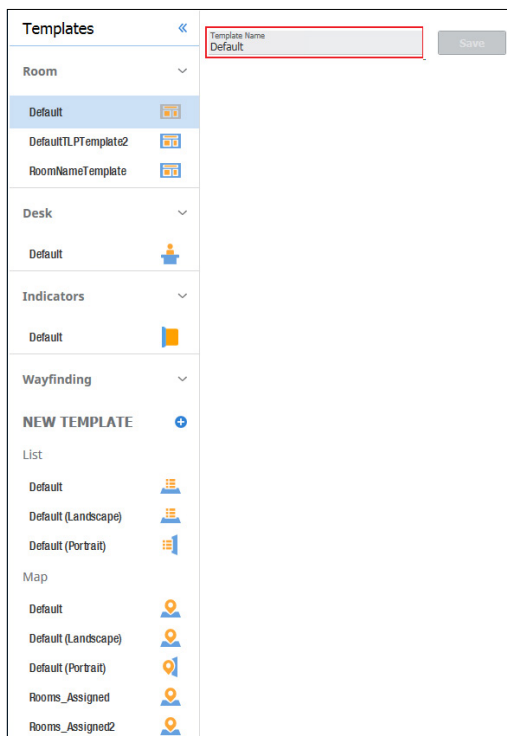 Templates
Template Name
Default
Save
Room
Default
DefaultTLPTemplate2
RoomNameTemplate
Desk
Default
Indicators
Default
Wayfinding
NEW TEMPLATE
List
Default
Default (Landscape)
Default (Portrait)
Map
Default
Default (Landscape)
Default (Portrait)
Rooms_Assigned
Rooms_Assigned2